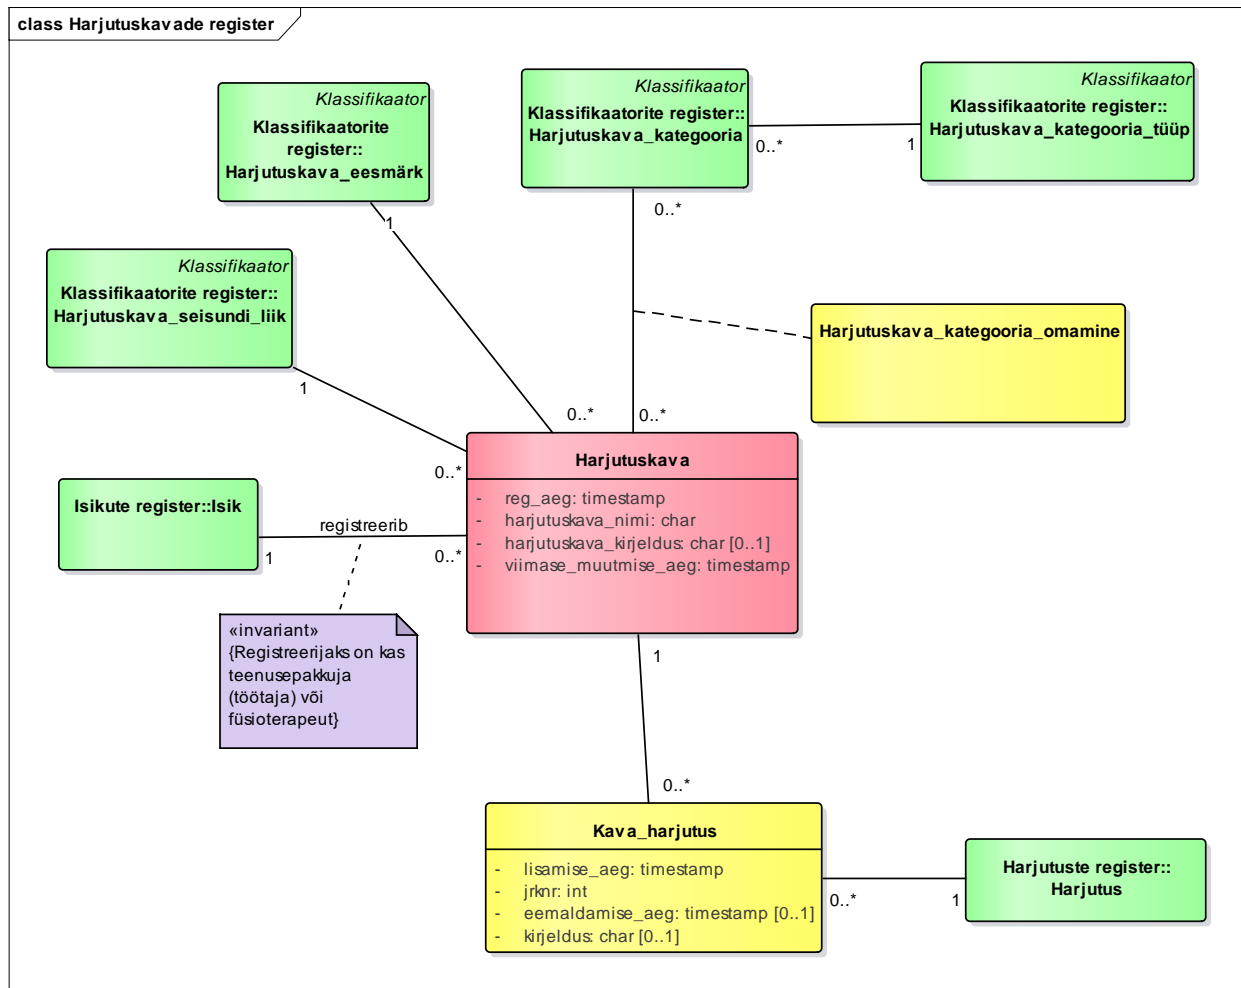 class Harjutuskavade register
Klassifikaator
Klassifikaatorite
register::
Harjutuskava_eesmärk
Klassifikaator
Klassifikaatorite register::
Harjutuskava_kategooria
Klassifikaator
Klassifikaatorite register::
Harjutuskava_kategooria_tüüp
0..*
1
1
0..*
Klassifikaator
Klassifikaatorite register::
Harjutuskava_seisundi_liik
Harjutuskava_kategooria_omamine
1
0..*
0..*
0..*
Harjutuskava
- reg_aeg: timestamp
- harjutuskava_nimi: char
- harjutuskava_kirjeldus: char [0..1]
- viimase_muutmise_aeg: timestamp
Isikute register::Isik
registreerib
1
0..*
«invariant»
{Registreerijaks on kas
teenusepakkuja
(töötaja) või
füsioterapeut}
1
0..*
Kava_harjutus
- lisamise_aeg: timestamp
- jrknr: int
- eemaldamise_aeg: timestamp [0..1]
- kirjeldus: char [0..1]
0..*
1
Harjutuste register::
Harjutus